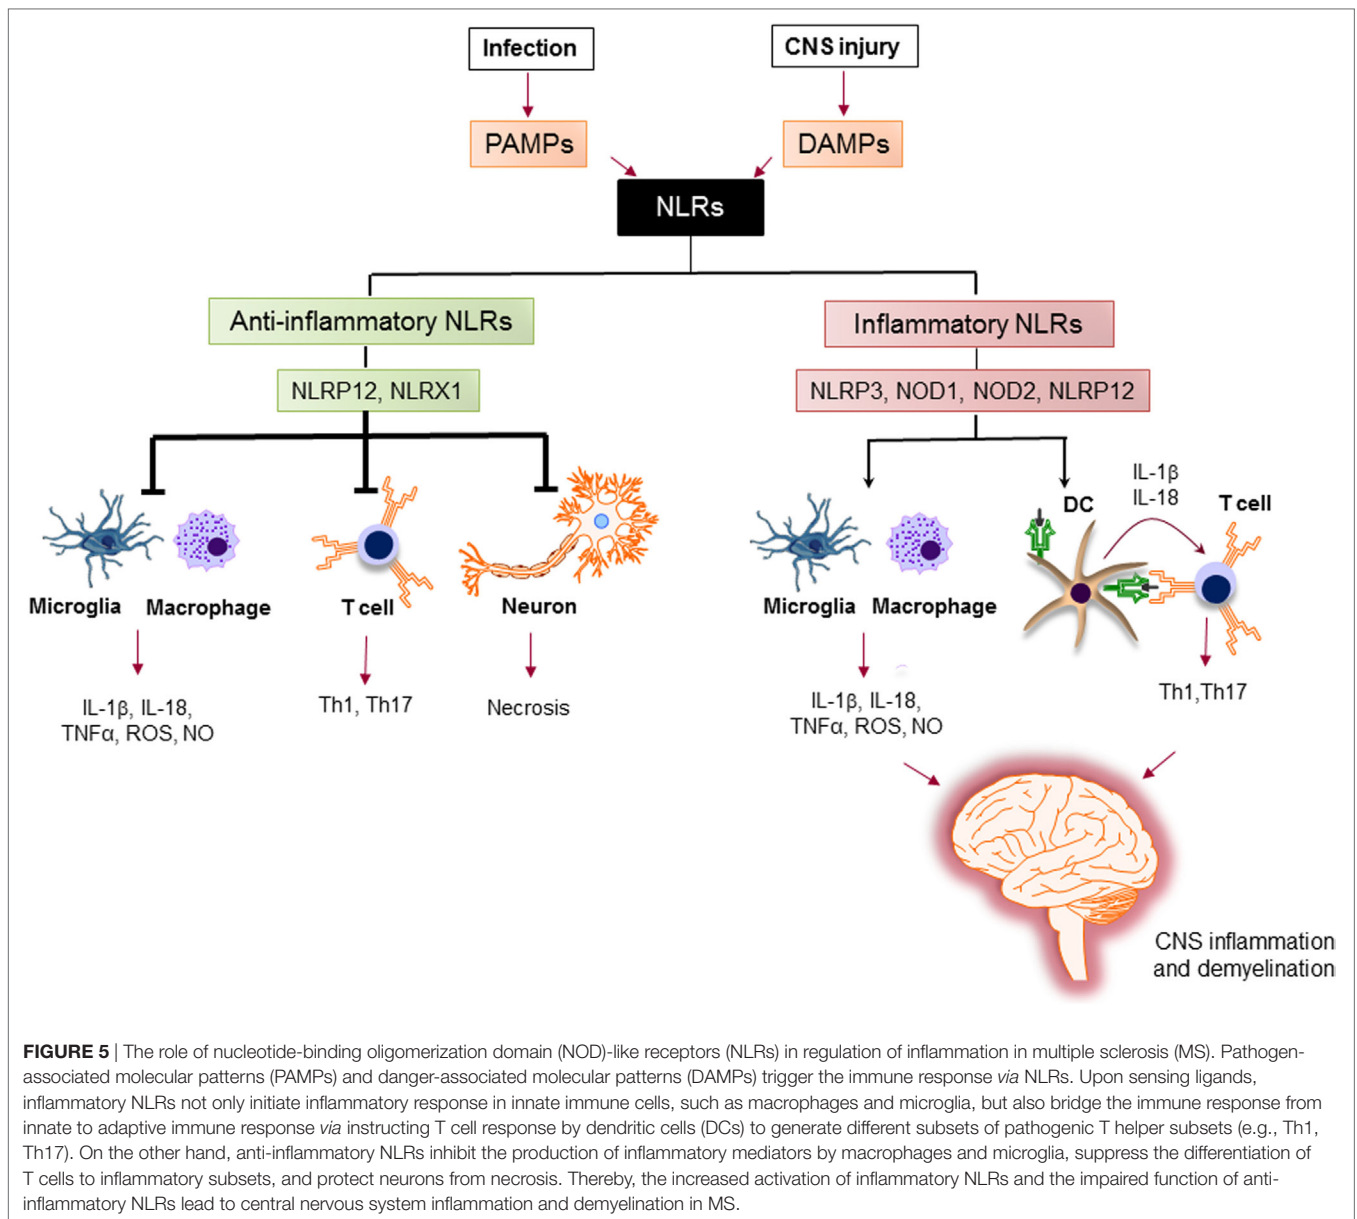 Infection
CNS injury
PAMPs
DAMPs
NLRs
Anti-inflammatory NLRs
Inflammatory NLRs
NLRP12, NLRX1
NLRP3, NOD1, NOD2, NLRP12
Microglia
Macrophage
T cell
Neuron
IL-1β, IL-18,
TNFα, ROS, NO
Th1, Th17
Necrosis
Microglia
Macrophage
DC
IL-1β
IL-18
T cell
IL-1β, IL-18,
TNFα, ROS, NO
Th1,Th17
CNS inflammation
and demyelination
FIGURE 5 | The role of nucleotide-binding oligomerization domain (NOD)-like receptors (NLRs) in regulation of inflammation in multiple sclerosis (MS). Pathogen-
associated molecular patterns (PAMPs) and danger-associated molecular patterns (DAMPs) trigger the immune response via NLRs. Upon sensing ligands,
inflammatory NLRs not only initiate inflammatory response in innate immune cells, such as macrophages and microglia, but also bridge the immune response from
innate to adaptive immune response via instructing T cell response by dendritic cells (DCs) to generate different subsets of pathogenic T helper subsets (e.g., Th1,
Th17). On the other hand, anti-inflammatory NLRs inhibit the production of inflammatory mediators by macrophages and microglia, suppress the differentiation of
T cells to inflammatory subsets, and protect neurons from necrosis. Thereby, the increased activation of inflammatory NLRs and the impaired function of anti-
inflammatory NLRs lead to central nervous system inflammation and demyelination in MS.